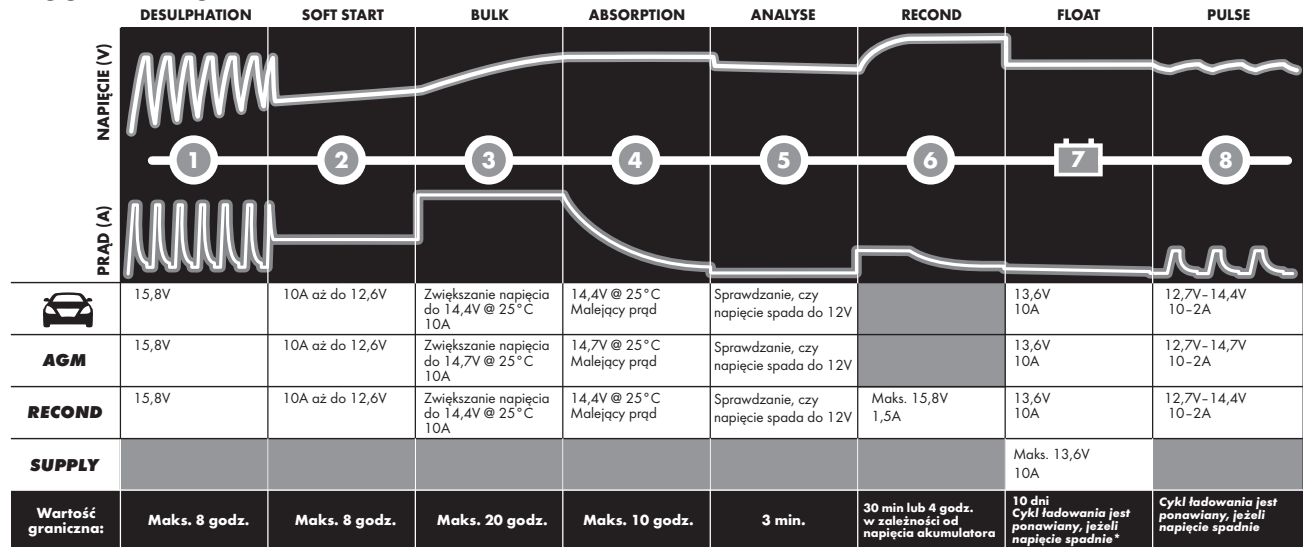 DESULPHATION SOFT START BULK ABSORPTION ANALYSE RECOND FLOAT PULSE
NAPIĘCIE (V)
1 2 3 4 5 6 7 8
PRĄD (A)
15,8V
10A aż do 12,6V
Zwiększanie napięcia
do 14,4V @ 25°C
10A
14,4V @ 25°C
Malejący prąd
Sprawdzanie, czy
napięcie spada do 12V
13,6V
10A
12,7V–14,4V
10–2A
AGM
15,8V
10A aż do 12,6V
Zwiększanie napięcia
do 14,7V @ 25°C
10A
14,7V @ 25°C
Malejący prąd
Sprawdzanie, czy
napięcie spada do 12V
13,6V
10A
12,7V–14,7V
10–2A
RECOND
15,8V
10A aż do 12,6V
Zwiększanie napięcia
do 14,4V @ 25°C
10A
14,4V @ 25°C
Malejący prąd
Sprawdzanie, czy
napięcie spada do 12V
Maks. 15,8V
1,5A
13,6V
10A
12,7V–14,4V
10–2A
SUPPLY
Maks. 13,6V
10A
Wartość
graniczna:
Maks. 8 godz.
Maks. 8 godz.
Maks. 20 godz.
Maks. 10 godz.
3 min.
30 min lub 4 godz.
w zależności od
napięcia akumulatora
10 dni
Cykl ładowania jest
ponawiany, jeżeli
napięcie spadnie*
Cykl ładowania jest
ponawiany, jeżeli
napięcie spadnie